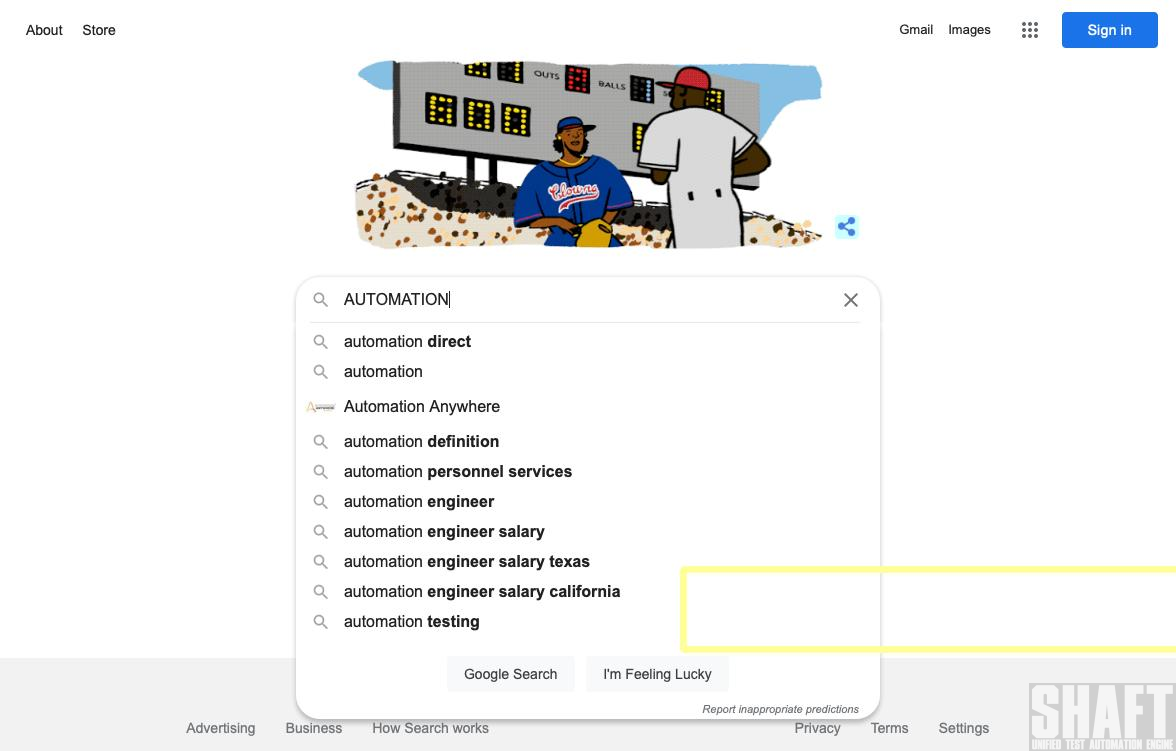 About Store Gmail Images Sign in
OUTS BALLS
Clowns
AUTOMATION
automation direct
automation
Automation Anywhere
automation definition
automation personnel services
automation engineer
automation engineer salary
automation engineer salary texas
automation engineer salary california
automation testing
Google Search I'm Feeling Lucky
Report inappropriate predictions
Advertising Business How Search works Privacy Terms Settings
SHAFT
UNIFIED TEST AUTOMATION ENGINE